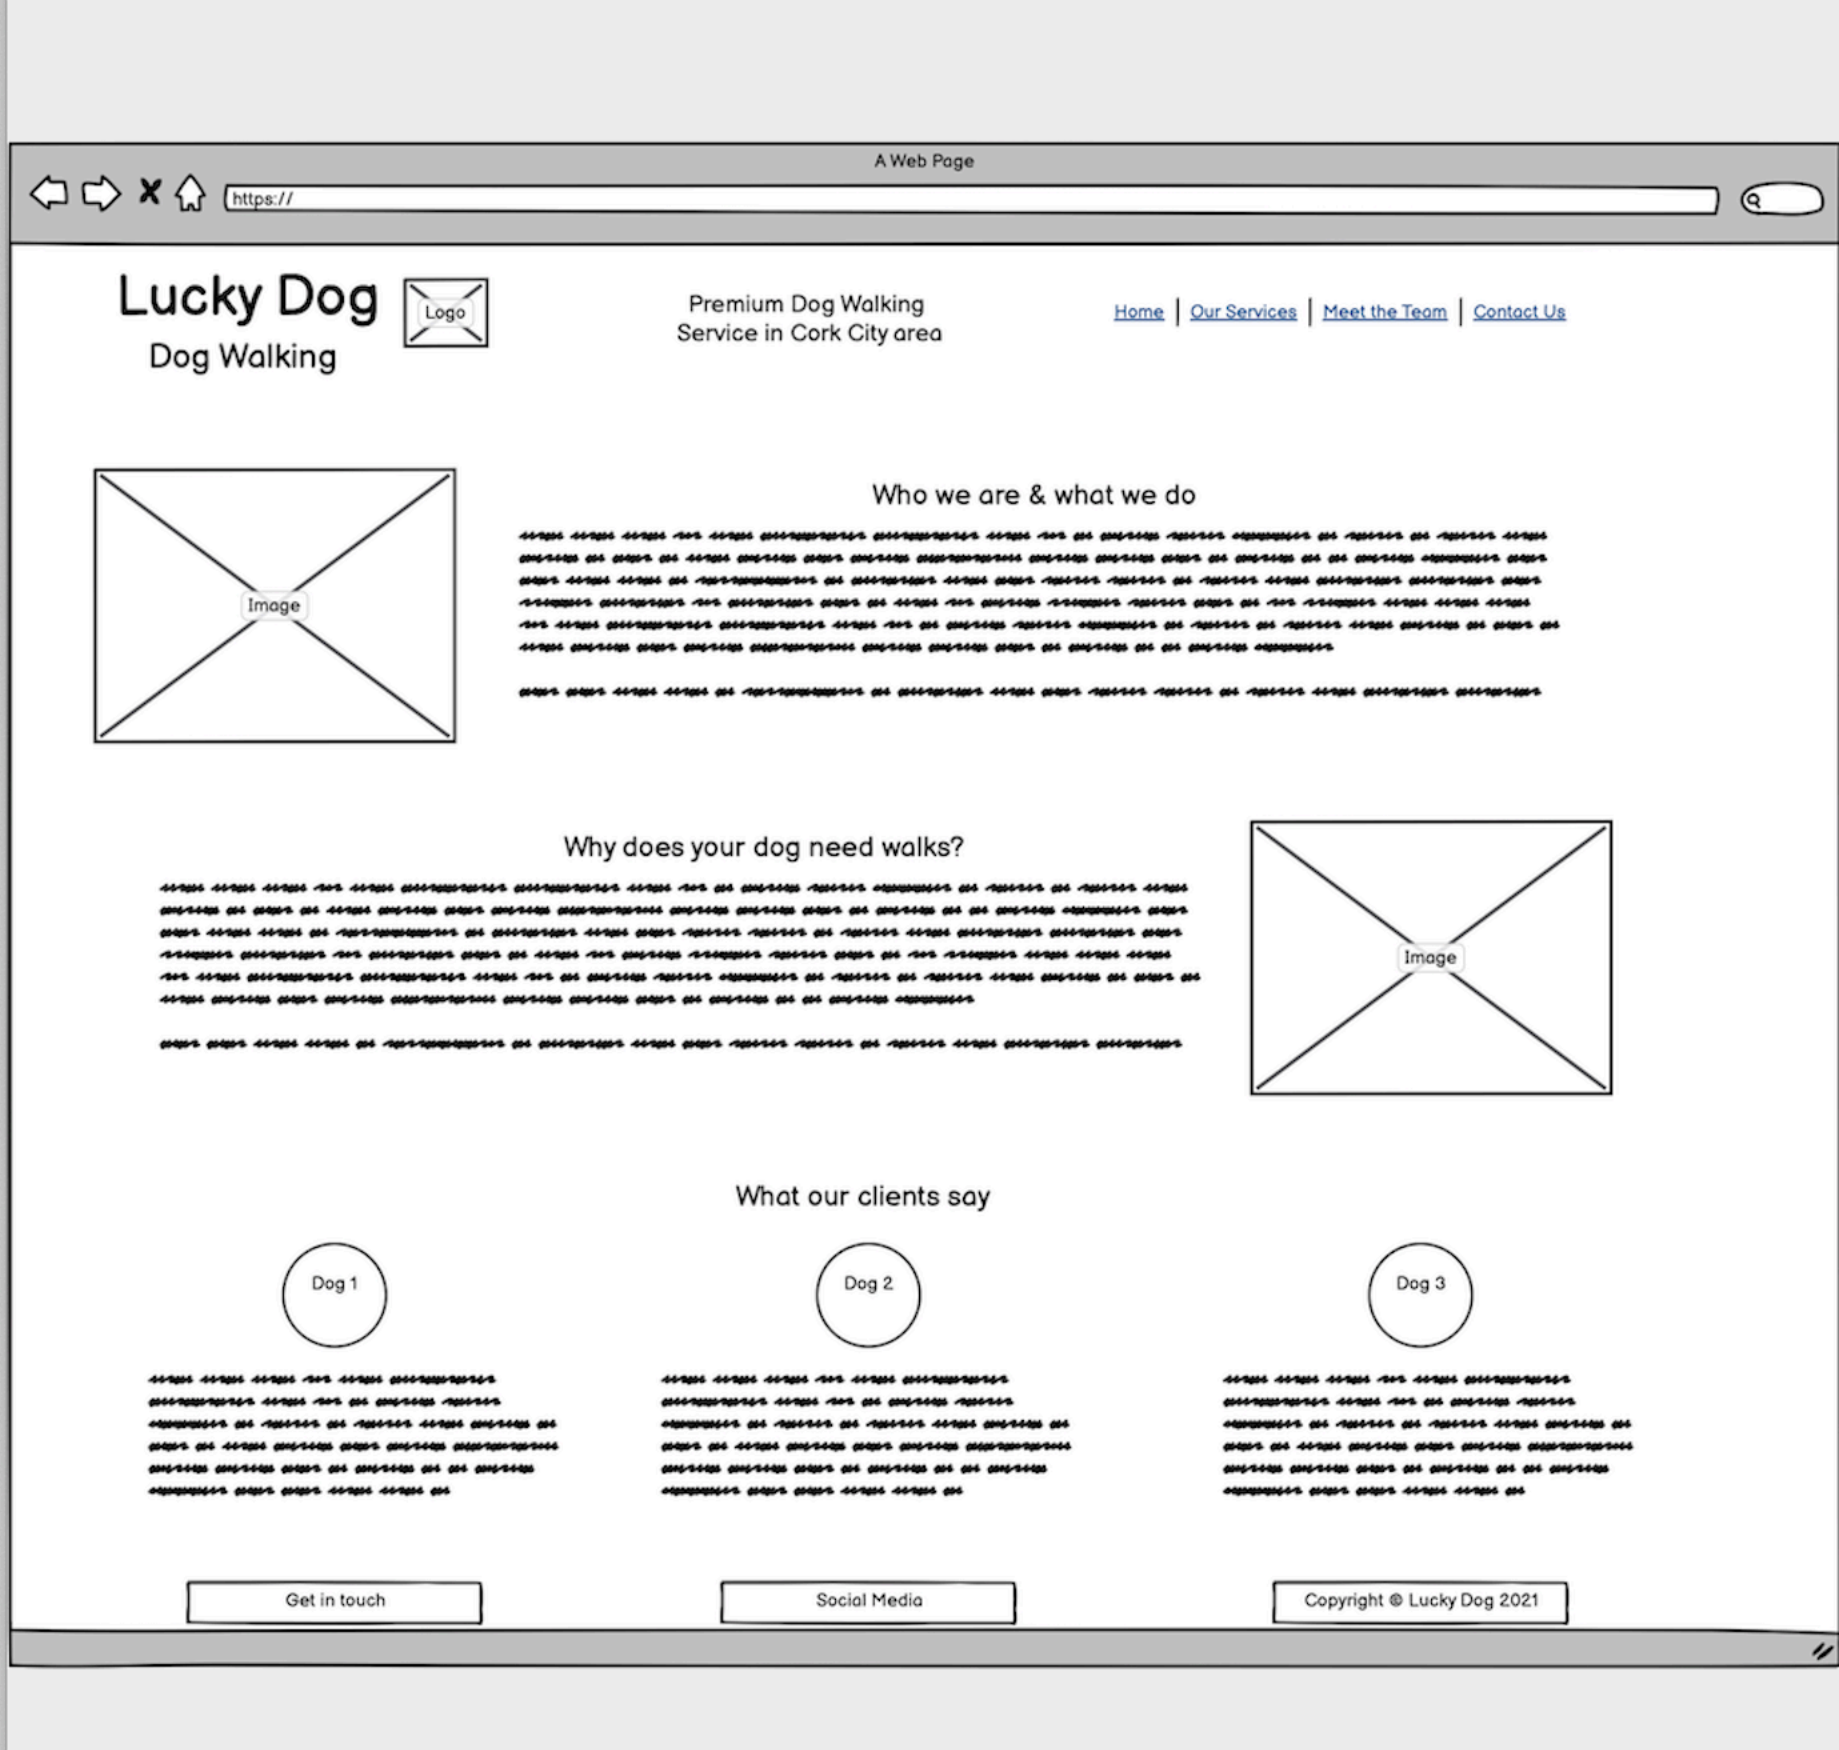 A Web Page
https://
Lucky Dog
Dog Walking
Logo
Premium Dog Walking
Service in Cork City area
Home | Our Services | Meet the Team | Contact Us
Image
Who we are & what we do
Why does your dog need walks?
Image
What our clients say
Dog 1
Dog 2
Dog 3
Get in touch
Social Media
Copyright © Lucky Dog 2021